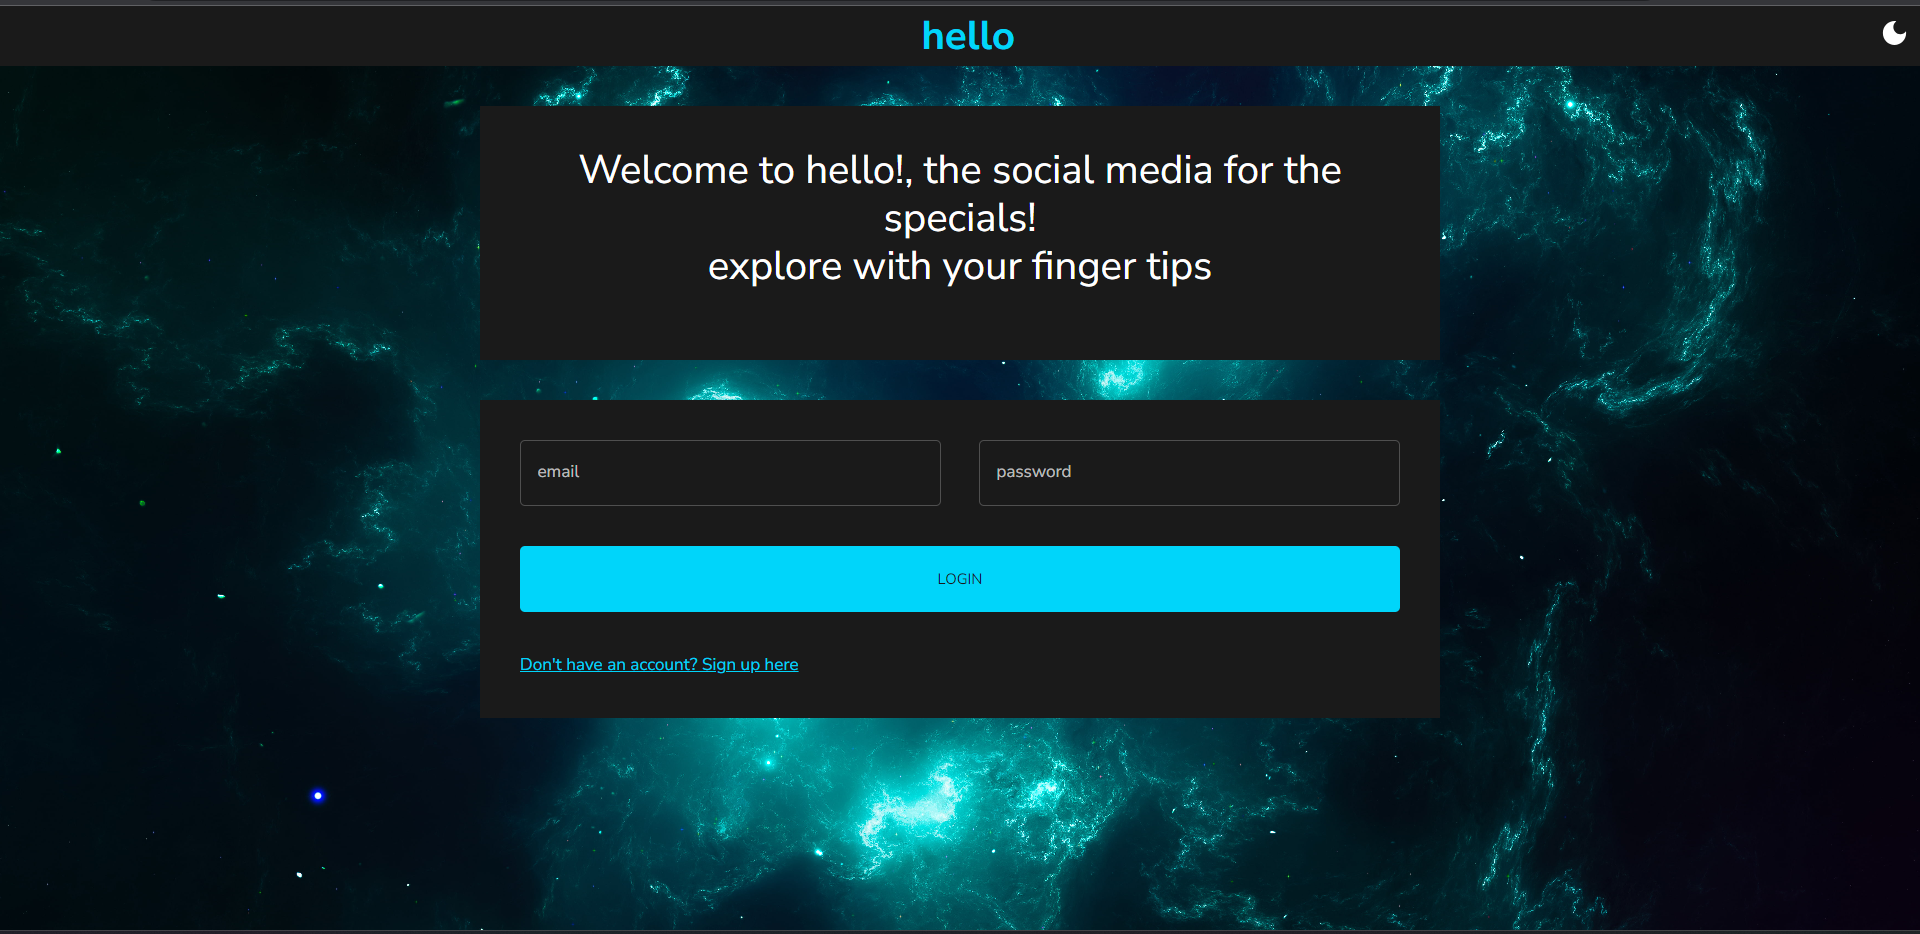 hello
Welcome to hello!, the social media for the
specials!
explore with your finger tips
email
password
LOGIN
Don't have an account? Sign up here